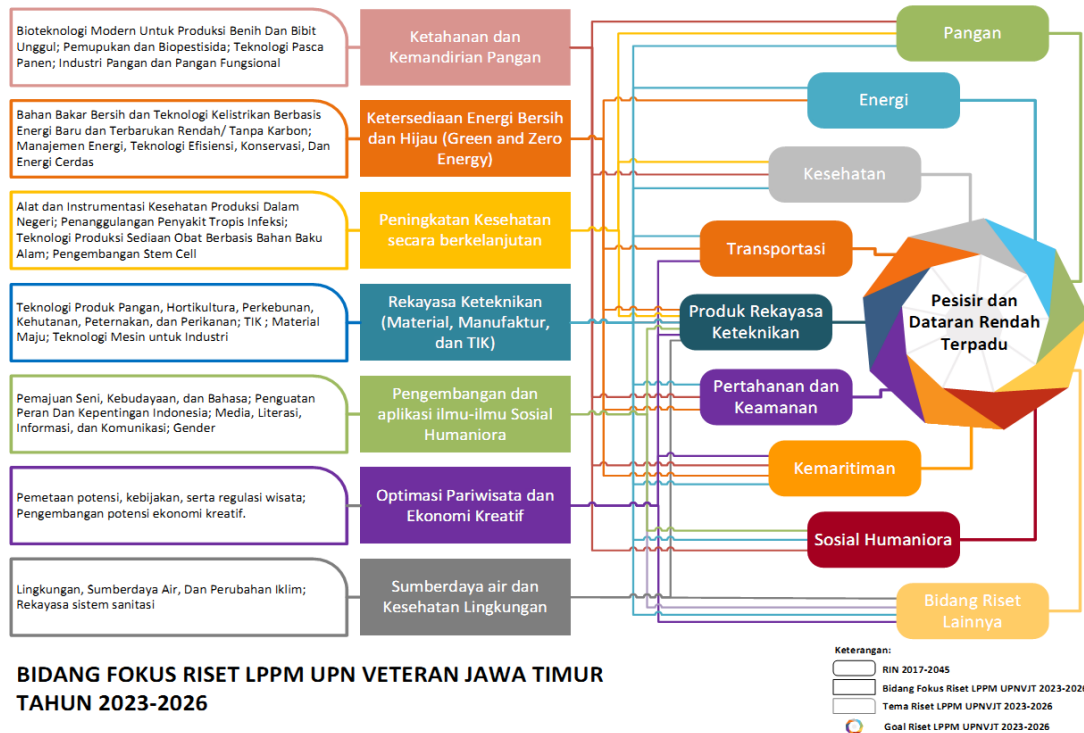 Bioteknologi Modern Untuk Produksi Benih Dan Bibit
Unggul; Pemupukan dan Biopestisida; Teknologi Pasca
Panen; Industri Pangan dan Pangan Fungsional
Ketahanan dan
Kemandirian Pangan
Bahan Bakar Bersih dan Teknologi Kelistrikan Berbasis
Energi Baru dan Terbarukan Rendah/ Tanpa Karbon;
Manajemen Energi, Teknologi Efisiensi, Konservasi, Dan
Energi Cerdas
Ketersediaan Energi Bersih
dan Hijau (Green and Zero
Energy)
Alat dan Instrumentasi Kesehatan Produksi Dalam
Negeri; Penanggulangan Penyakit Tropis Infeksi;
Teknologi Produksi Sediaan Obat Berbasis Bahan Baku
Alam; Pengembangan Stem Cell
Peningkatan Kesehatan
secara berkelanjutan
Teknologi Produk Pangan, Hortikultura, Perkebunan,
Kehutanan, Peternakan, dan Perikanan; TIK ; Material
Maju; Teknologi Mesin untuk Industri
Rekayasa Keteknikan
(Material, Manufaktur,
dan TIK)
Pemajuan Seni, Kebudayaan, dan Bahasa; Penguatan
Peran Dan Kepentingan Indonesia; Media, Literasi,
Informasi, dan Komunikasi; Gender
Pengembangan dan
aplikasi ilmu-ilmu Sosial
Humaniora
Pemetaan potensi, kebijakan, serta regulasi wisata;
Pengembangan potensi ekonomi kreatif.
Optimasi Pariwisata dan
Ekonomi Kreatif
Lingkungan, Sumberdaya Air, Dan Perubahan Iklim;
Rekayasa sistem sanitasi
Sumberdaya air dan
Kesehatan Lingkungan
Pangan
Energi
Kesehatan
Transportasi
Produk Rekayasa
Keteknikan
Pertahanan dan
Keamanan
Kemaritiman
Sosial Humaniora
Bidang Riset
Lainnya
Pesisir dan
Dataran Rendah
Terpadu
BIDANG FOKUS RISET LPPM UPN VETERAN JAWA TIMUR
TAHUN 2023-2026
Keterangan:
RIN 2017-2045
Bidang Fokus Riset LPPM UPNVJT 2023-2026
Tema Riset LPPM UPNVJT 2023-2026
Goal Riset LPPM UPNVJT 2023-2026